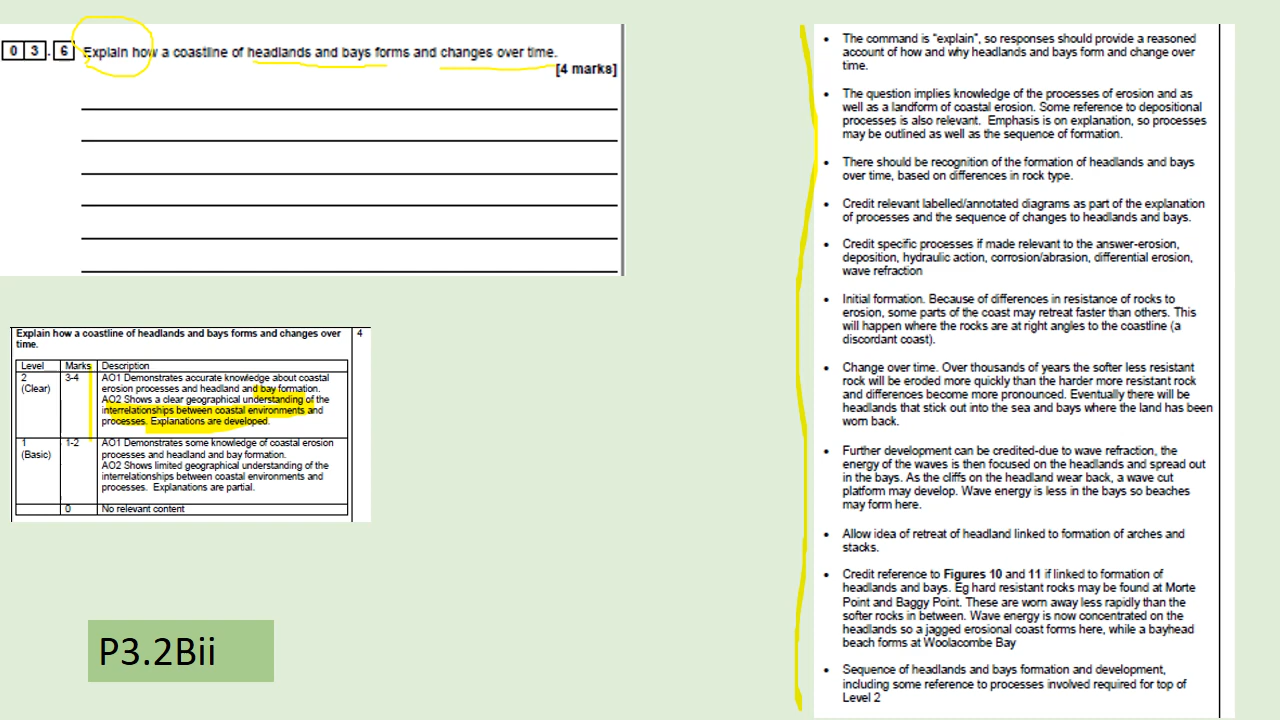 0 3 . 6 Explain how a coastline of headlands and bays forms and changes over time.
[4 marks]
Explain how a coastline of headlands and bays forms and changes over 4
time.
Level Marks Description
2 3-4 AO1 Demonstrates accurate knowledge about coastal
(Clear) erosion processes and headland and bay formation.
AO2 Shows a clear geographical understanding of the
interrelationships between coastal environments and
processes. Explanations are developed.
1 1-2 AO1 Demonstrates some knowledge of coastal erosion
(Basic) processes and headland and bay formation.
AO2 Shows limited geographical understanding of the
interrelationships between coastal environments and
processes. Explanations are partial.
0 No relevant content
P3.2Bii
• The command is "explain", so responses should provide a reasoned
account of how and why headlands and bays form and change over
time.
• The question implies knowledge of the processes of erosion and as
well as a landform of coastal erosion. Some reference to depositional
processes is also relevant. Emphasis is on explanation, so processes
may be outlined as well as the sequence of formation.
• There should be recognition of the formation of headlands and bays
over time, based on differences in rock type.
• Credit relevant labelled/annotated diagrams as part of the explanation
of processes and the sequence of changes to headlands and bays.
• Credit specific processes if made relevant to the answer-erosion,
deposition, hydraulic action, corrosion/abrasion, differential erosion,
wave refraction
• Initial formation. Because of differences in resistance of rocks to
erosion, some parts of the coast may retreat faster than others. This
will happen where the rocks are at right angles to the coastline (a
discordant coast).
• Change over time. Over thousands of years the softer less resistant
rock will be eroded more quickly than the harder more resistant rock
and differences become more pronounced. Eventually there will be
headlands that stick out into the sea and bays where the land has been
worn back.
• Further development can be credited-due to wave refraction, the
energy of the waves is then focused on the headlands and spread out
in the bays. As the cliffs on the headland wear back, a wave cut
platform may develop. Wave energy is less in the bays so beaches
may form here.
• Allow idea of retreat of headland linked to formation of arches and
stacks.
• Credit reference to Figures 10 and 11 if linked to formation of
headlands and bays. Eg hard resistant rocks may be found at Morte
Point and Baggy Point. These are worn away less rapidly than the
softer rocks in between. Wave energy is now concentrated on the
headlands so a jagged erosional coast forms here, while a bayhead
beach forms at Woolacombe Bay
• Sequence of headlands and bays formation and development,
including some reference to processes involved required for top of
Level 2